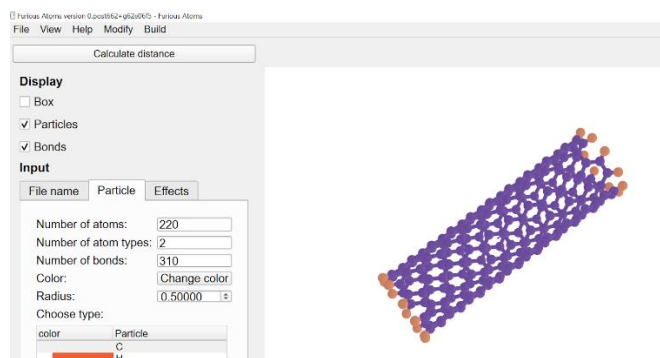 Furious Atoms version 0.post662+g62e06f5 - Furious Atoms
File View Help Modify Build
Calculate distance
Display
Box
Particles
Bonds
Input
File name Particle Effects
Number of atoms: 220
Number of atom types: 2
Number of bonds: 310
Color: Change color
Radius: 0.50000
Choose type:
color Particle
C
H